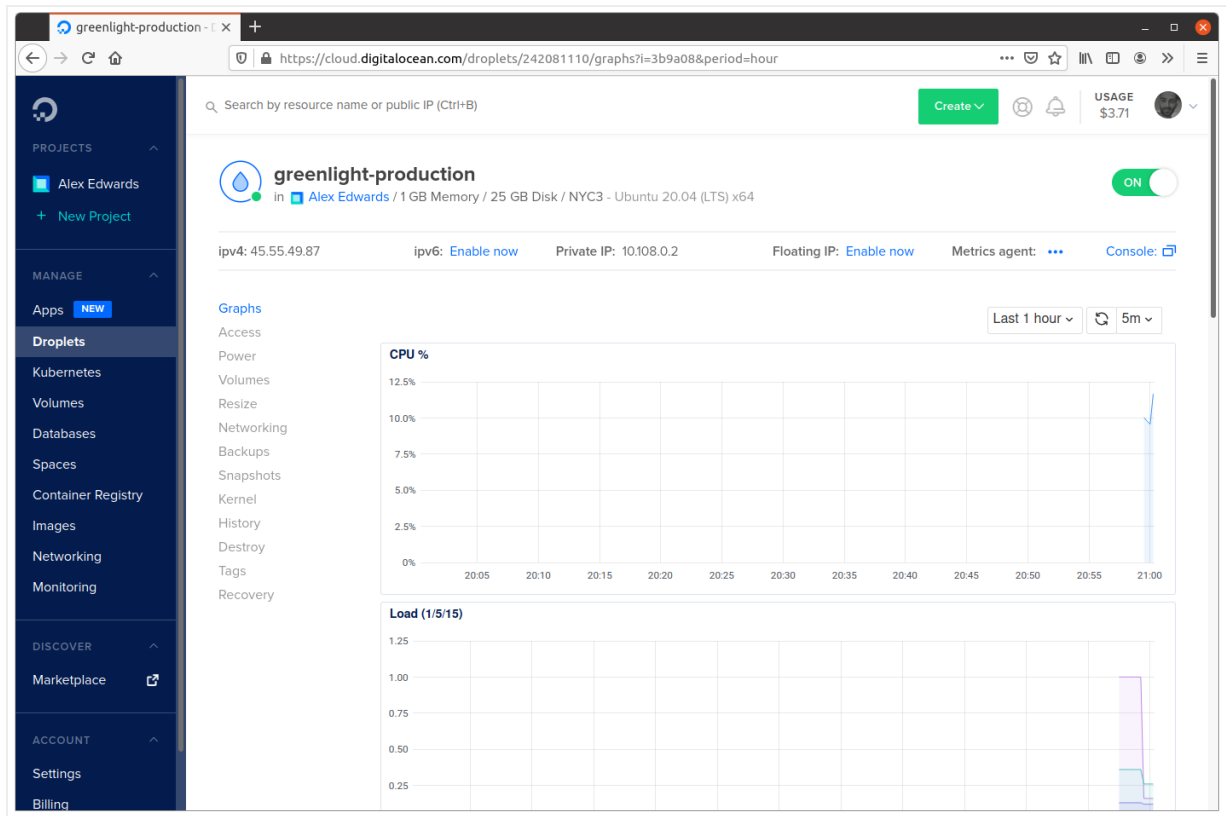 greenlight-production - D
https://cloud.digitalocean.com/droplets/242081110/graphs?i=3b9a08&period=hour
Search by resource name or public IP (Ctrl+B)
Create
USAGE
$3.71
PROJECTS
Alex Edwards
+ New Project
MANAGE
Apps NEW
Droplets
Kubernetes
Volumes
Databases
Spaces
Container Registry
Images
Networking
Monitoring
DISCOVER
Marketplace
ACCOUNT
Settings
Billing
greenlight-production
in Alex Edwards / 1 GB Memory / 25 GB Disk / NYC3 - Ubuntu 20.04 (LTS) x64
ON
ipv4: 45.55.49.87 ipv6: Enable now Private IP: 10.108.0.2 Floating IP: Enable now Metrics agent: ••• Console:
Graphs
Access
Power
Volumes
Resize
Networking
Backups
Snapshots
Kernel
History
Destroy
Tags
Recovery
Last 1 hour 5m
CPU %
12.5%
10.0%
7.5%
5.0%
2.5%
0%
20:05 20:10 20:15 20:20 20:25 20:30 20:35 20:40 20:45 20:50 20:55 21:00
Load (1/5/15)
1.25
1.00
0.75
0.50
0.25